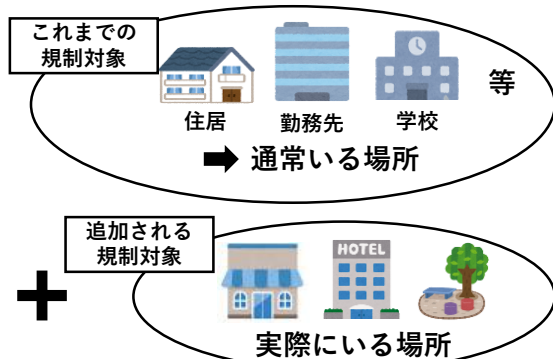 これまでの
規制対象
等
住居
勤務先
学校
➡ 通常いる場所
追加される
規制対象
+
HOTEL
実際にいる場所